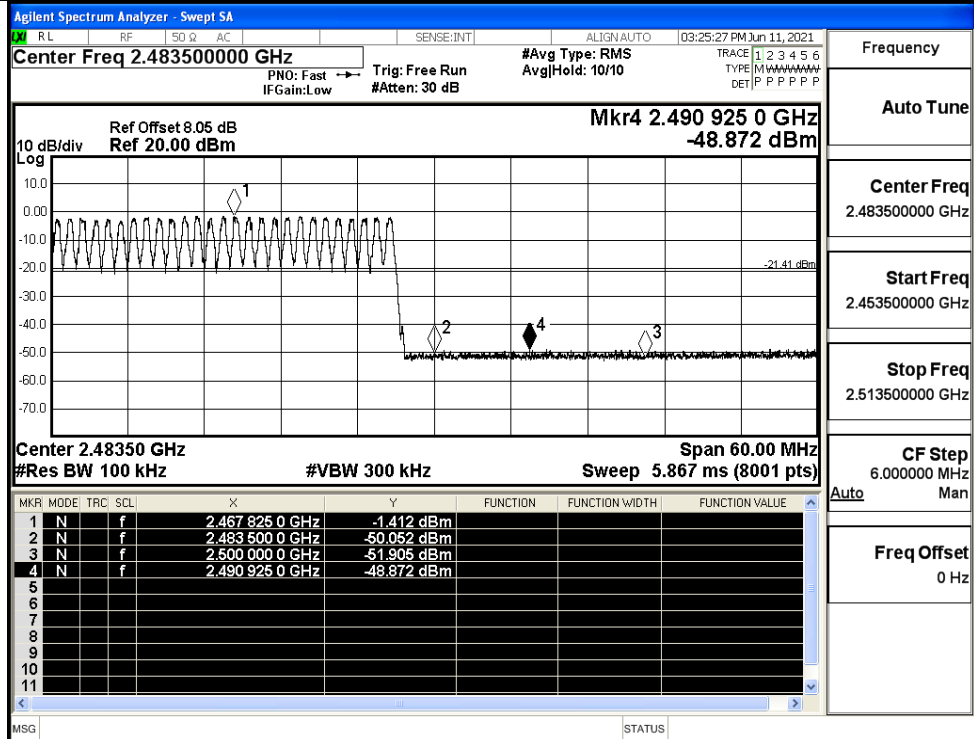 Agilent Spectrum Analyzer - Swept SA
LXI RL RF 50 Ω AC SENSE:INT ALIGN AUTO 03:25:27 PM Jun 11, 2021
Center Freq 2.483500000 GHz
PNO: Fast
IFGain:Low
Trig: Free Run
#Atten: 30 dB
#Avg Type: RMS
Avg|Hold: 10/10
TRACE 1 2 3 4 5 6
TYPE M WWWWW
DET P P P P P P
Mkr4 2.490 925 0 GHz
-48.872 dBm
Ref Offset 8.05 dB
10 dB/div Ref 20.00 dBm
Log
10.0
0.00
-10.0
-20.0
-30.0
-40.0
-50.0
-60.0
-70.0
1
2
4
3
-21.41 dBm
Center 2.48350 GHz Span 60.00 MHz
#Res BW 100 kHz #VBW 300 kHz Sweep 5.867 ms (8001 pts)
MKR MODE TRC SCL X Y FUNCTION FUNCTION WIDTH FUNCTION VALUE
1 N f 2.467 825 0 GHz -1.412 dBm
2 N f 2.483 500 0 GHz -50.052 dBm
3 N f 2.500 000 0 GHz -51.905 dBm
4 N f 2.490 925 0 GHz -48.872 dBm
5
6
7
8
9
10
11
MSG STATUS
Frequency
Auto Tune
Center Freq
2.483500000 GHz
Start Freq
2.453500000 GHz
Stop Freq
2.513500000 GHz
CF Step
6.000000 MHz
Auto Man
Freq Offset
0 Hz